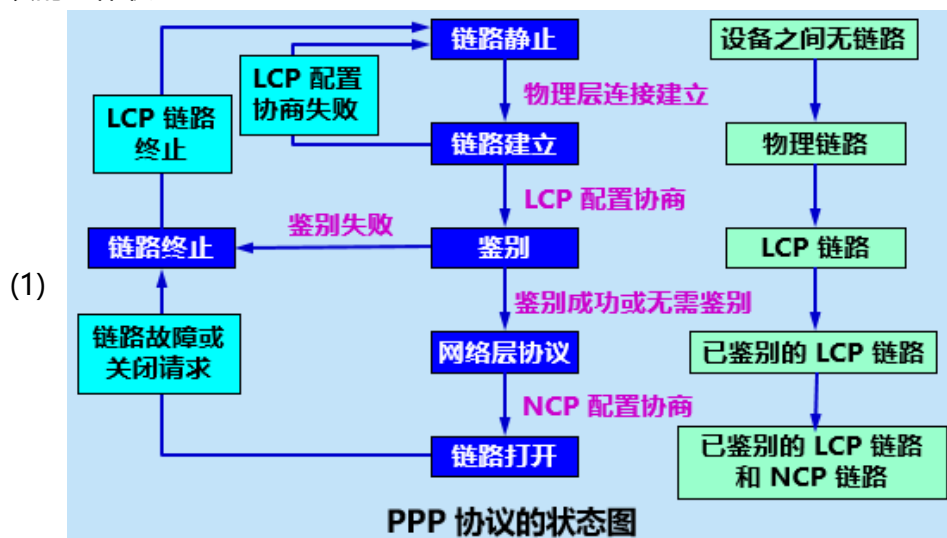 链路静止
设备之间无链路
LCP 配置
协商失败
物理层连接建立
LCP 链路
终止
链路建立
物理链路
LCP 配置协商
鉴别失败
链路终止
鉴别
LCP 链路
(1)
鉴别成功或无需鉴别
链路故障或
关闭请求
网络层协议
已鉴别的 LCP 链路
NCP 配置协商
链路打开
已鉴别的 LCP 链路
和 NCP 链路
PPP 协议的状态图